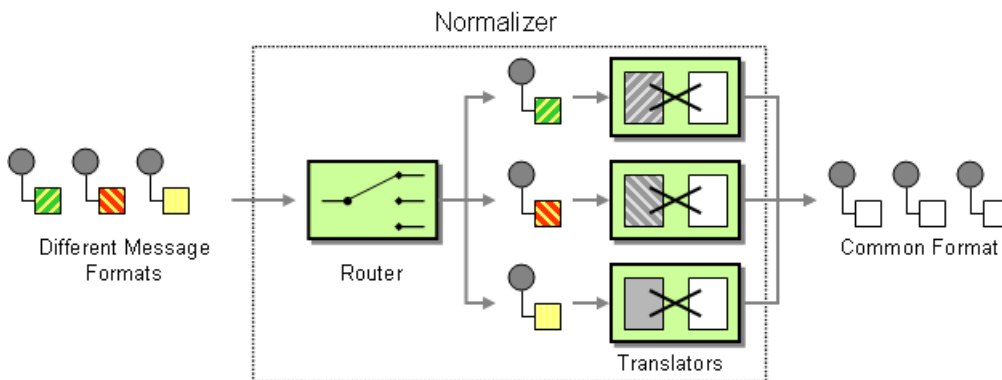 Normalizer
Different Message
Formats
Router
Translators
Common Format